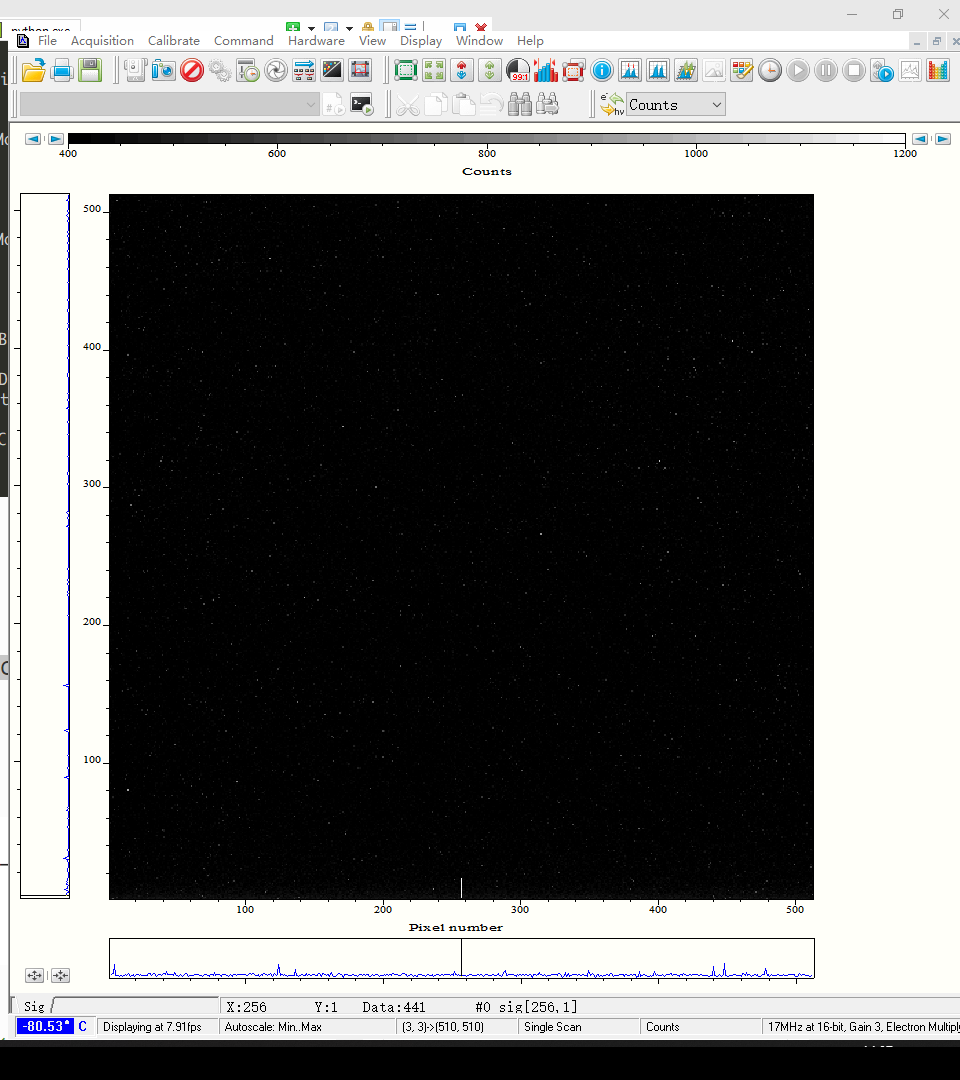 File Acquisition Calibrate Command Hardware View Display Window Help
99:1
Counts
400 600 800 1000 1200
Counts
500
400
300
200
100
100 200 300 400 500
Pixel number
Sig X:256 Y:1 Data:441 #0 sig[256,1]
-80.53° C Displaying at 7.91fps Autoscale: Min..Max (3, 3)->(510, 510) Single Scan Counts 17MHz at 16-bit, Gain 3, Electron Multiply